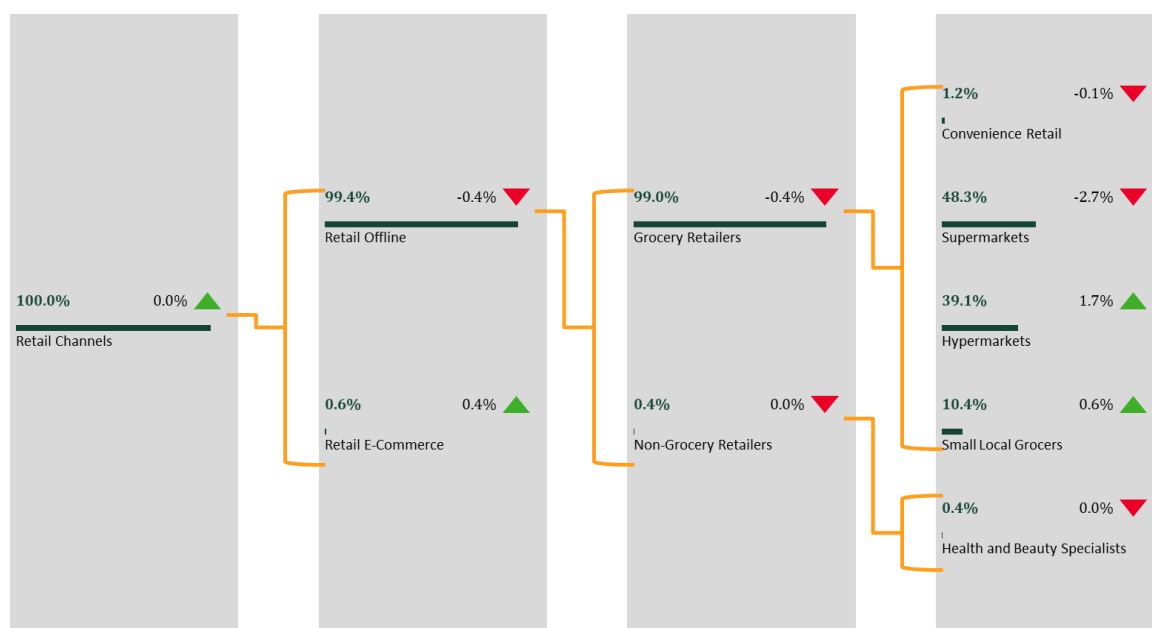 100.0% 0.0%
Retail Channels
99.4% -0.4%
Retail Offline
0.6% 0.4%
Retail E-Commerce
99.0% -0.4%
Grocery Retailers
0.4% 0.0%
Non-Grocery Retailers
1.2% -0.1%
Convenience Retail
48.3% -2.7%
Supermarkets
39.1% 1.7%
Hypermarkets
10.4% 0.6%
Small Local Grocers
0.4% 0.0%
Health and Beauty Specialists